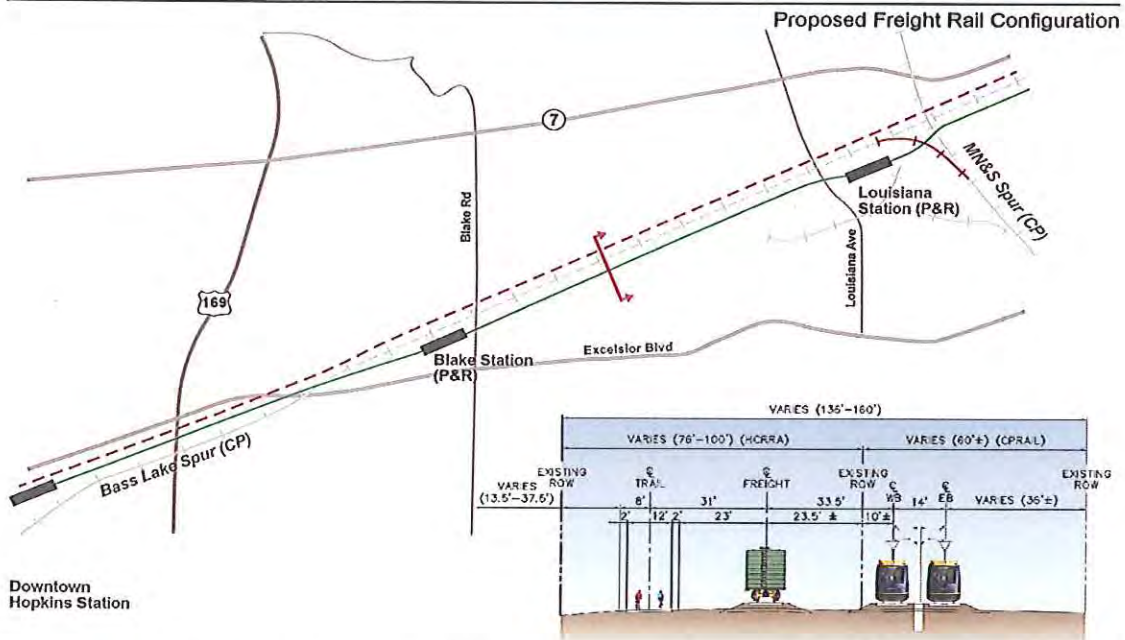 Proposed Freight Rail Configuration
7
Blake Rd
Louisiana
Station (P&R)
MN&S Spur (CP)
169
Louisiana Ave
Blake Station
(P&R)
Excelsior Blvd
Bass Lake Spur (CP)
Downtown
Hopkins Station
VARIES (136'-160')
VARIES (76'-100') (HCRRA)
VARIES (60'±) (CPRAIL)
EXISTING
ROW
℄
TRAIL
℄
FREIGHT
EXISTING
ROW
℄
WB
℄
EB
EXISTING
ROW
VARIES
(13.5'-37.5')
8'
31'
33.5'
14'
VARIES (36'±)
2'
12'
2'
23'
23.5' ±
10'±